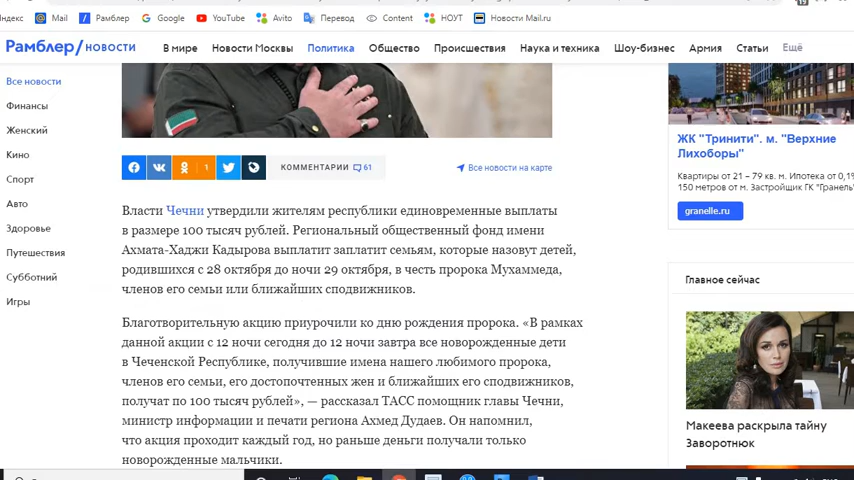 ндекс
Mail
Рамблер
Google
YouTube
Avito
Перевод
Content
НОУТ
Новости Mail.ru
Рамблер/новости
В мире
Новости Москвы
Политика
Общество
Происшествия
Наука и техника
Шоу-бизнес
Армия
Статьи
Ещё
Все новости
Финансы
Женский
Кино
Спорт
Авто
Здоровье
Путешествия
Субботний
Игры
1
КОММЕНТАРИИ 61
Все новости на карте
Власти Чечни утвердили жителям республики единовременные выплаты
в размере 100 тысяч рублей. Региональный общественный фонд имени
Ахмата-Хаджи Кадырова выплатит заплатит семьям, которые назовут детей,
родившихся с 28 октября до ночи 29 октября, в честь пророка Мухаммеда,
членов его семьи или ближайших сподвижников.
Благотворительную акцию приурочили ко дню рождения пророка. «В рамках
данной акции с 12 ночи сегодня до 12 ночи завтра все новорожденные дети
в Чеченской Республике, получившие имена нашего любимого пророка,
членов его семьи, его достопочтенных жен и ближайших его сподвижников,
получат по 100 тысяч рублей», — рассказал ТАСС помощник главы Чечни,
министр информации и печати региона Ахмед Дудаев. Он напомнил,
что акция проходит каждый год, но раньше деньги получали только
новорожденные мальчики.
ЖК "Тринити". м. "Верхние
Лихоборы"
Квартиры от 21 – 79 кв. м. Ипотека от 0,1%
150 метров от м. Застройщик ГК "Гранель"
granelle.ru
Главное сейчас
Макеева раскрыла тайну
Заворотнюк